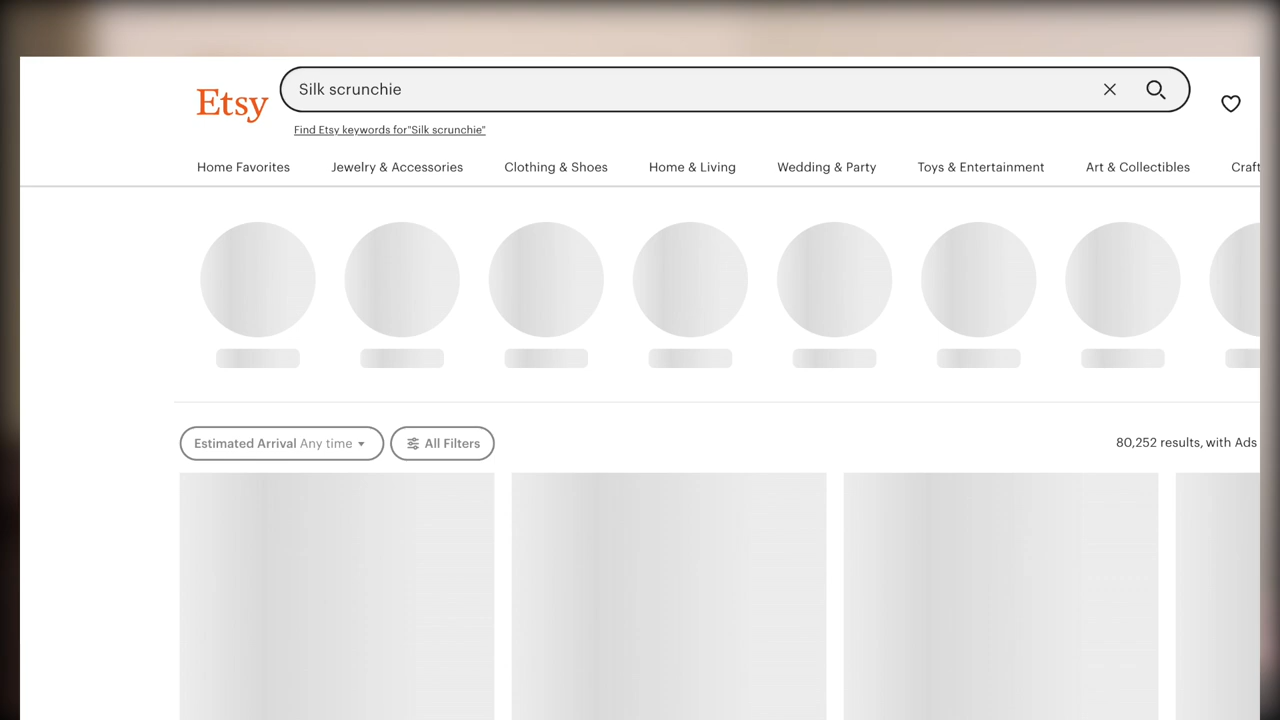 Etsy
Silk scrunchie
Find Etsy keywords for"Silk scrunchie"
Home Favorites Jewelry & Accessories Clothing & Shoes Home & Living Wedding & Party Toys & Entertainment Art & Collectibles Craft
Estimated Arrival Any time All Filters 80,252 results, with Ads